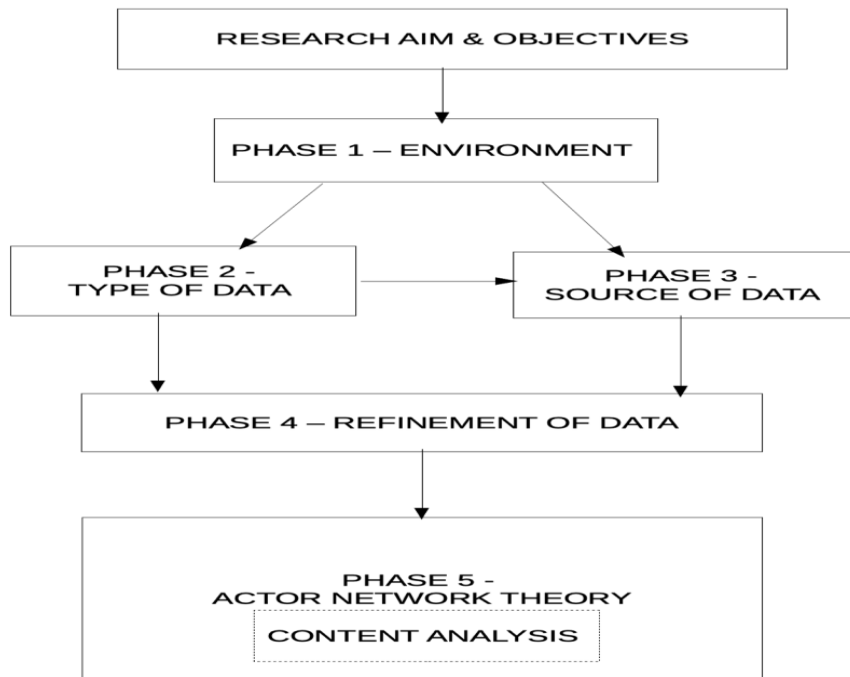 RESEARCH AIM & OBJECTIVES
PHASE 1 – ENVIRONMENT
PHASE 2 -
TYPE OF DATA
PHASE 3 -
SOURCE OF DATA
PHASE 4 – REFINEMENT OF DATA
PHASE 5 -
ACTOR NETWORK THEORY
CONTENT ANALYSIS